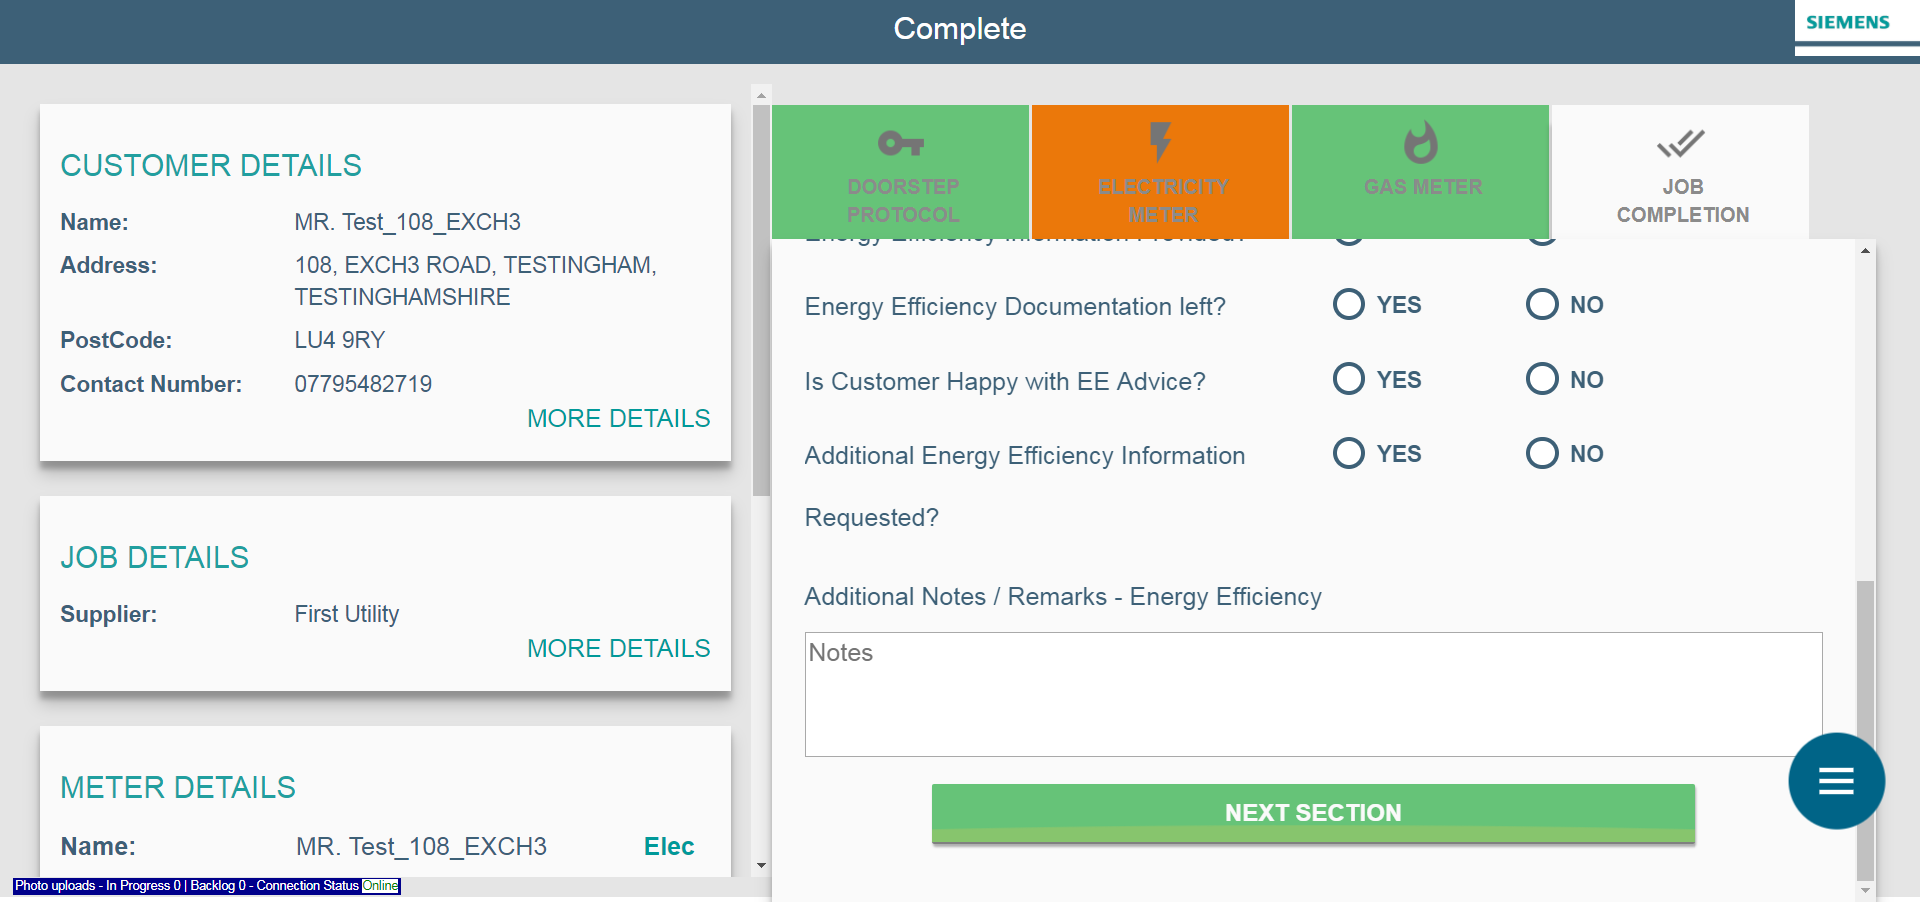 Complete
SIEMENS
CUSTOMER DETAILS
Name: MR. Test_108_EXCH3
Address: 108, EXCH3 ROAD, TESTINGHAM,
TESTINGHAMSHIRE
PostCode: LU4 9RY
Contact Number: 07795482719
MORE DETAILS
JOB DETAILS
Supplier: First Utility
MORE DETAILS
METER DETAILS
Name: MR. Test_108_EXCH3 Elec
Photo uploads - In Progress 0 | Backlog 0 - Connection Status Online
DOORSTEP
PROTOCOL
ELECTRICITY
METER
GAS METER
JOB
COMPLETION
Energy Efficiency Information Provided?
Energy Efficiency Documentation left? YES NO
Is Customer Happy with EE Advice? YES NO
Additional Energy Efficiency Information YES NO
Requested?
Additional Notes / Remarks - Energy Efficiency
Notes
NEXT SECTION